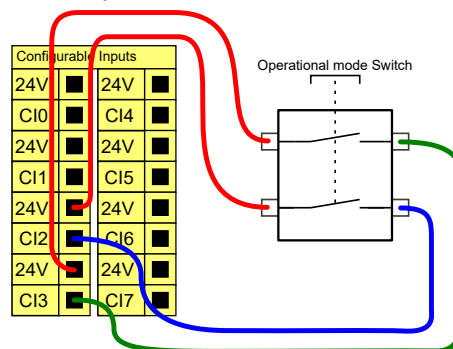 Configurable Inputs
Operational mode Switch
24V 24V
CI0 CI4
24V 24V
CI1 CI5
24V 24V
CI2 CI6
24V 24V
CI3 CI7